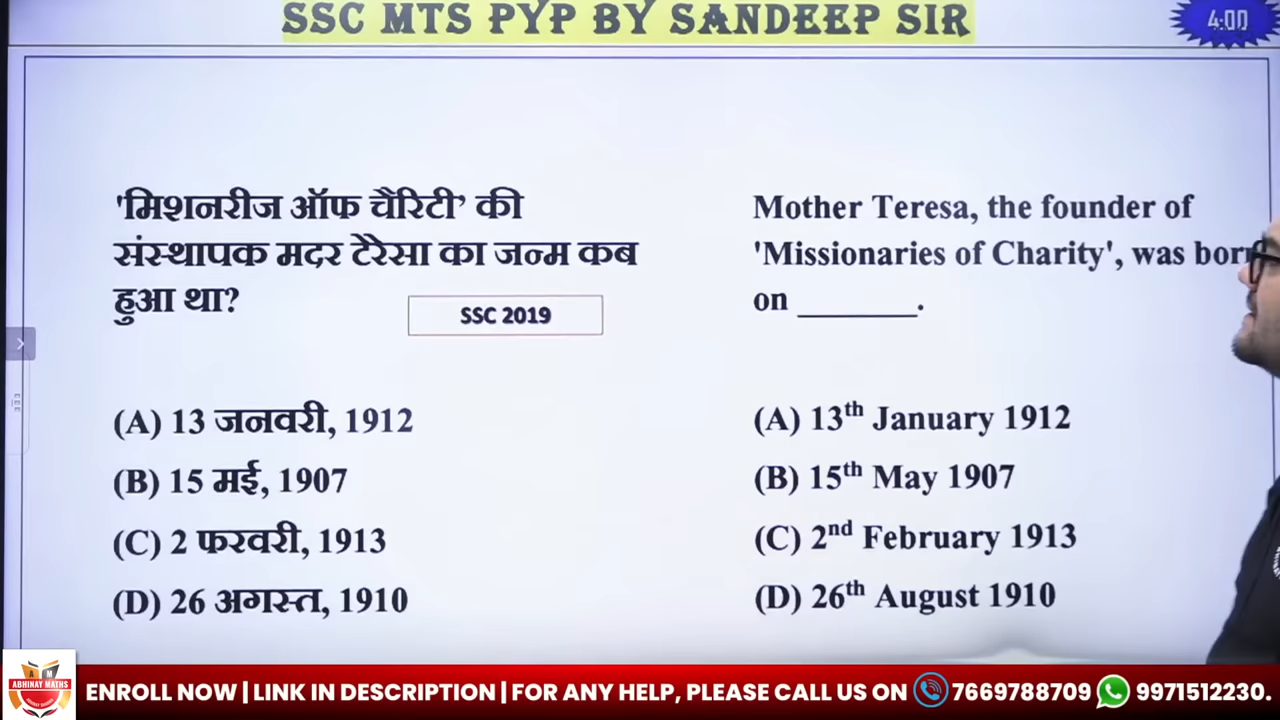 SSC MTS PYP BY SANDEEP SIR
4:00
'मिशनरीज ऑफ चैरिटी’ की
संस्थापक मदर टेरेसा का जन्म कब
हुआ था?
SSC 2019
(A) 13 जनवरी, 1912
(B) 15 मई, 1907
(C) 2 फरवरी, 1913
(D) 26 अगस्त, 1910
Mother Teresa, the founder of
'Missionaries of Charity', was born
on ________.
(A) 13th January 1912
(B) 15th May 1907
(C) 2nd February 1913
(D) 26th August 1910
A M
ABHINAY MATHS
ENROLL NOW | LINK IN DESCRIPTION | FOR ANY HELP, PLEASE CALL US ON 7669788709 9971512230.